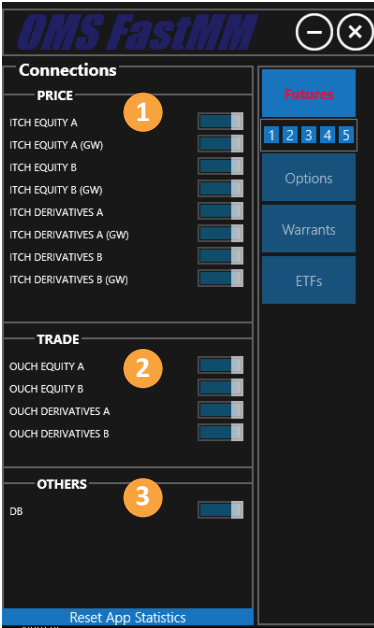 OMS FastMM
Connections
PRICE
1
ITCH EQUITY A
ITCH EQUITY A (GW)
ITCH EQUITY B
ITCH EQUITY B (GW)
ITCH DERIVATIVES A
ITCH DERIVATIVES A (GW)
ITCH DERIVATIVES B
ITCH DERIVATIVES B (GW)
TRADE
2
OUCH EQUITY A
OUCH EQUITY B
OUCH DERIVATIVES A
OUCH DERIVATIVES B
OTHERS
3
DB
Reset App Statistics
Futures
1 2 3 4 5
Options
Warrants
ETFs